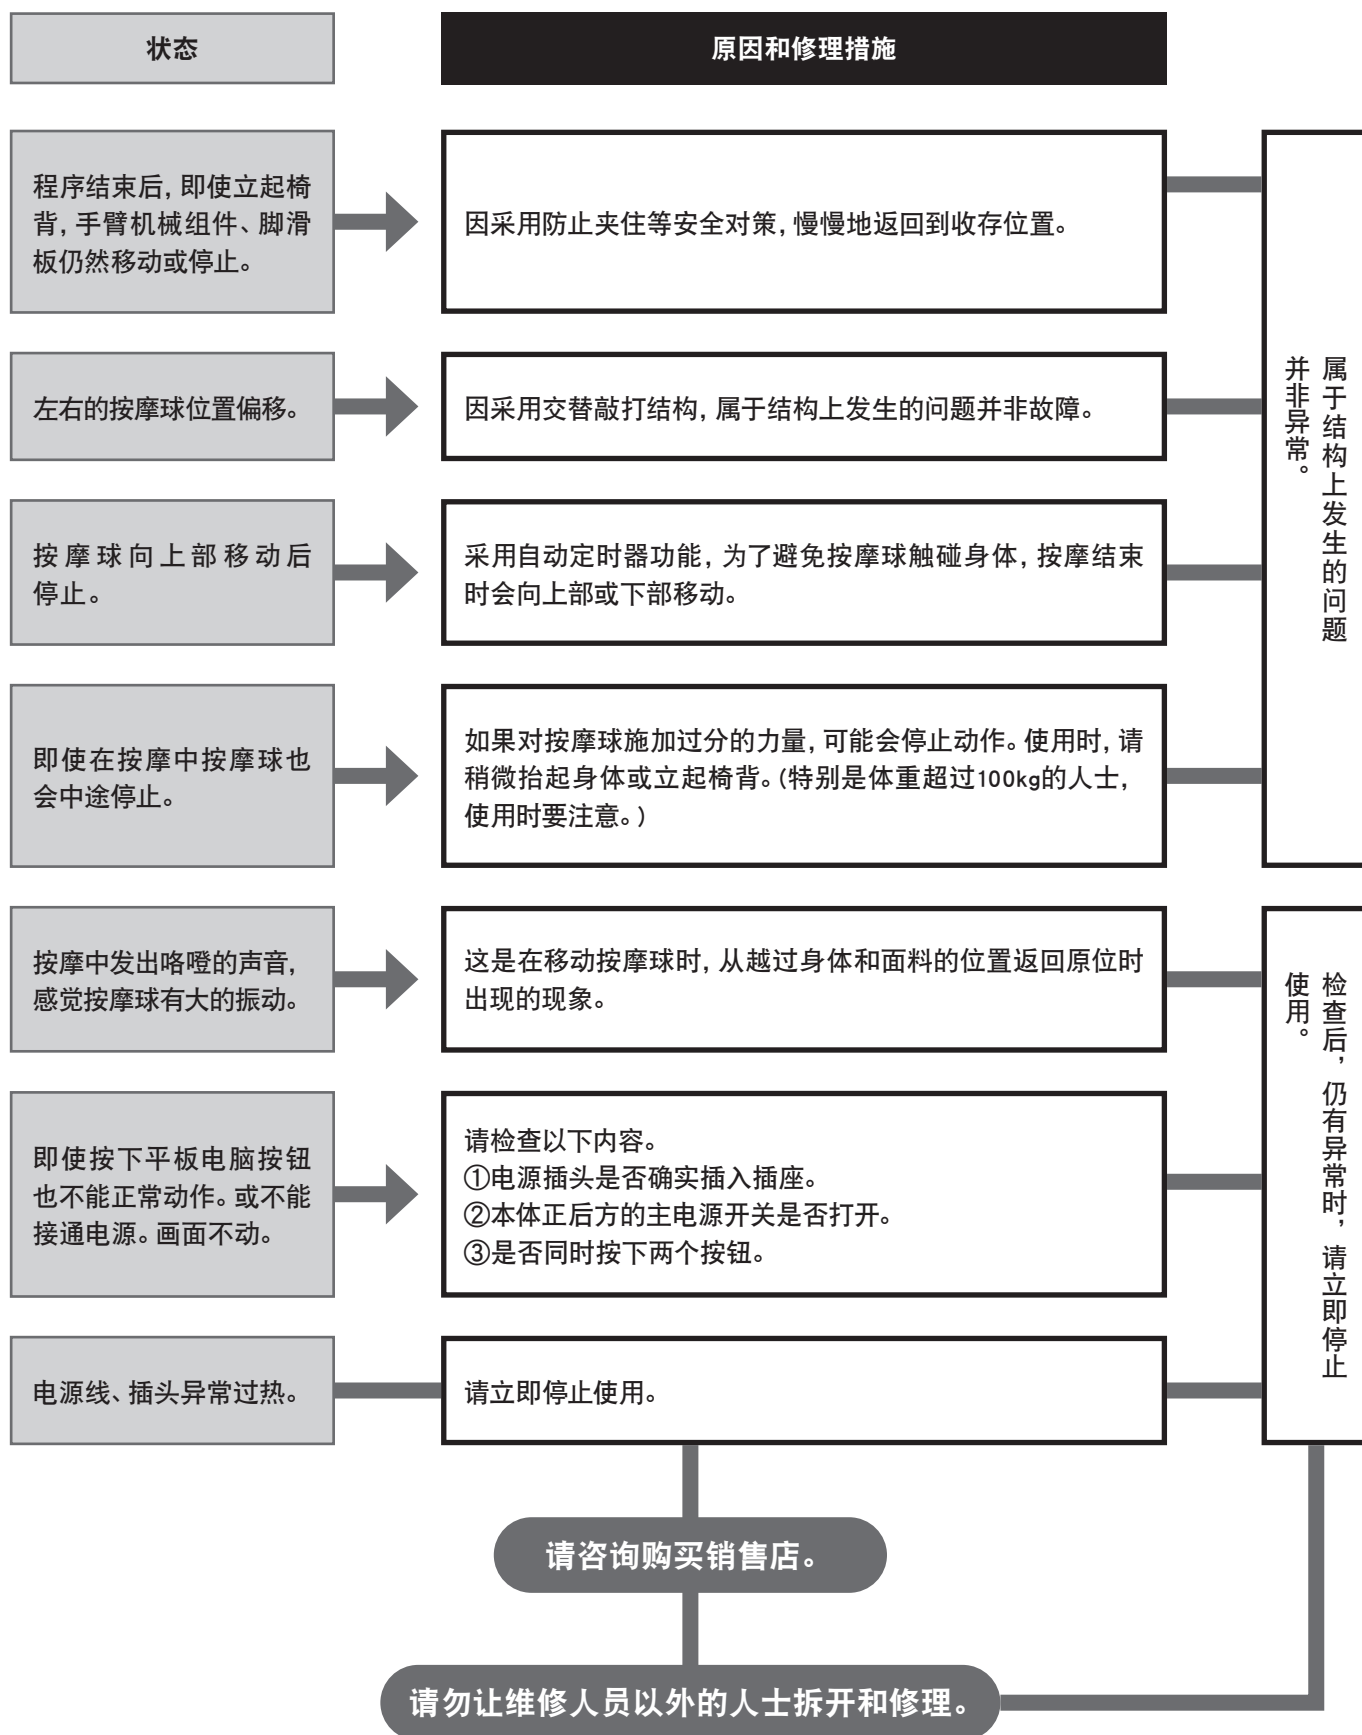 状态
原因和修理措施
程序结束后，即使立起椅
背，手臂机械组件、脚滑
板仍然移动或停止。
因采用防止夹住等安全对策，慢慢地返回到收存位置。
左右的按摩球位置偏移。
因采用交替敲打结构，属于结构上发生的问题并非故障。
按摩球向上部移动后
停止。
采用自动定时器功能，为了避免按摩球触碰身体，按摩结束
时会向上部或下部移动。
即使在按摩中按摩球也
会中途停止。
如果对按摩球施加过分的力量，可能会停止动作。使用时，请
稍微抬起身体或立起椅背。（特别是体重超过100kg的人士，
使用时要注意。）
属于结构上发生的问题
并非异常。
按摩中发出咯噔的声音，
感觉按摩球有大的振动。
这是在移动按摩球时，从越过身体和面料的位置返回原位时
出现的现象。
即使按下平板电脑按钮
也不能正常动作。或不能
接通电源。画面不动。
请检查以下内容。
①电源插头是否确实插入插座。
②本体正后方的主电源开关是否打开。
③是否同时按下两个按钮。
电源线、插头异常过热。
请立即停止使用。
检查后，仍有异常时，请立即停止
使用。
请咨询购买销售店。
请勿让维修人员以外的人士拆开和修理。